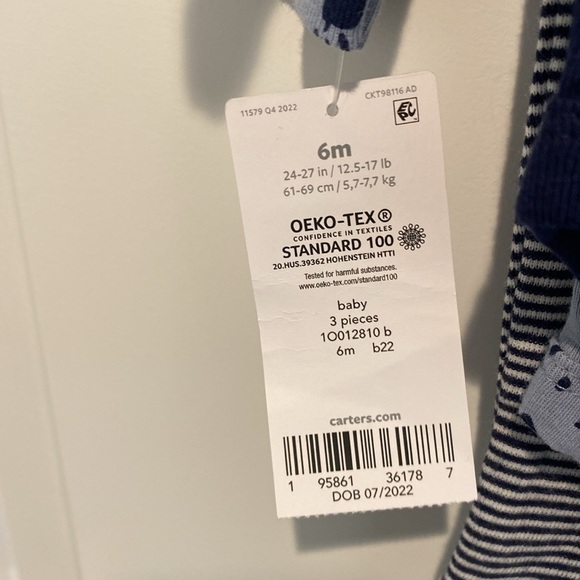 11579 Q4 2022
CKT98116 AD
6m
24-27 in / 12.5-17 lb
61-69 cm / 5,7-7,7 kg
OEKO-TEX®
CONFIDENCE IN TEXTILES
STANDARD 100
20.HUS.39362 HOHENSTEIN HTTI
Tested for harmful substances.
www.oeko-tex.com/standard100
baby
3 pieces
1O012810 b
6m b22
carters.com
1 95861 36178 7
DOB 07/2022